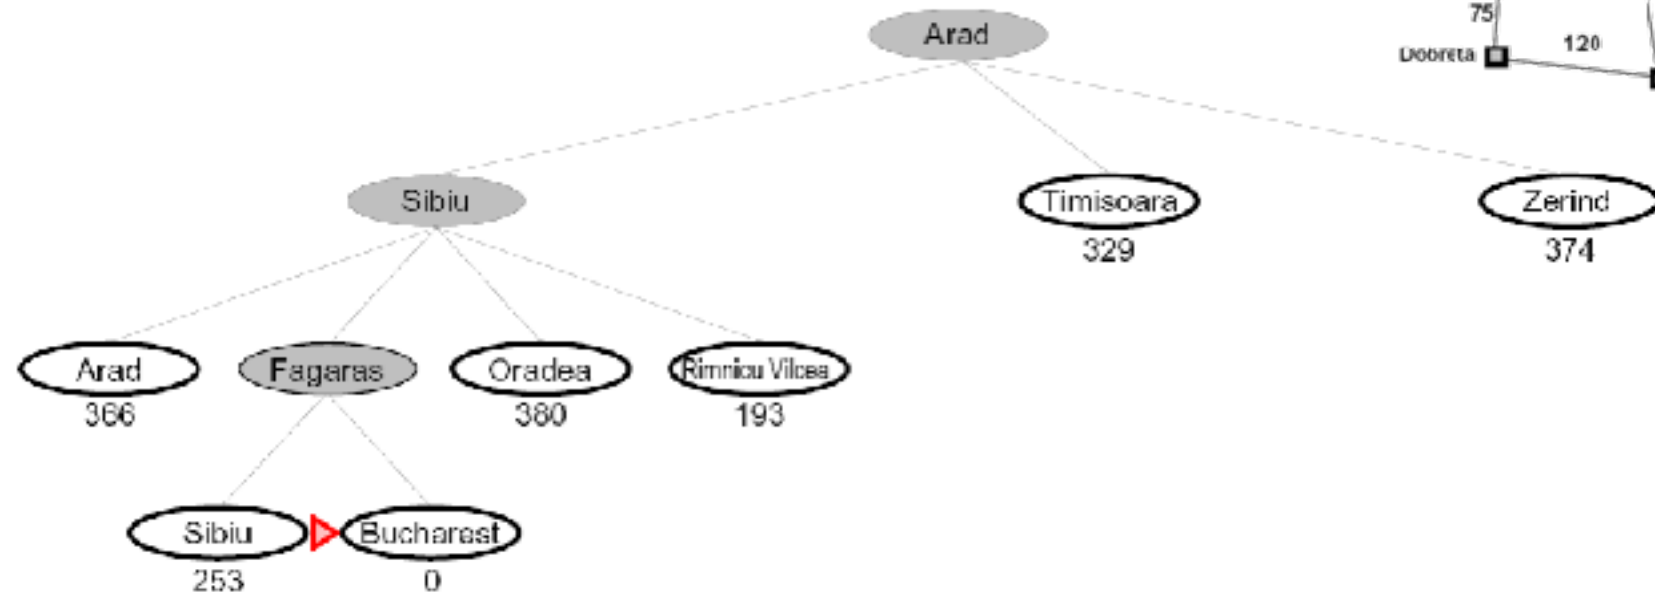 Arad
75
Dobreta
120
Sibiu
Timisoara
Zerind
329
374
Arad
Fagaras
Oradea
Rimnicu Vilcea
366
380
193
Sibiu
Bucharest
253
0